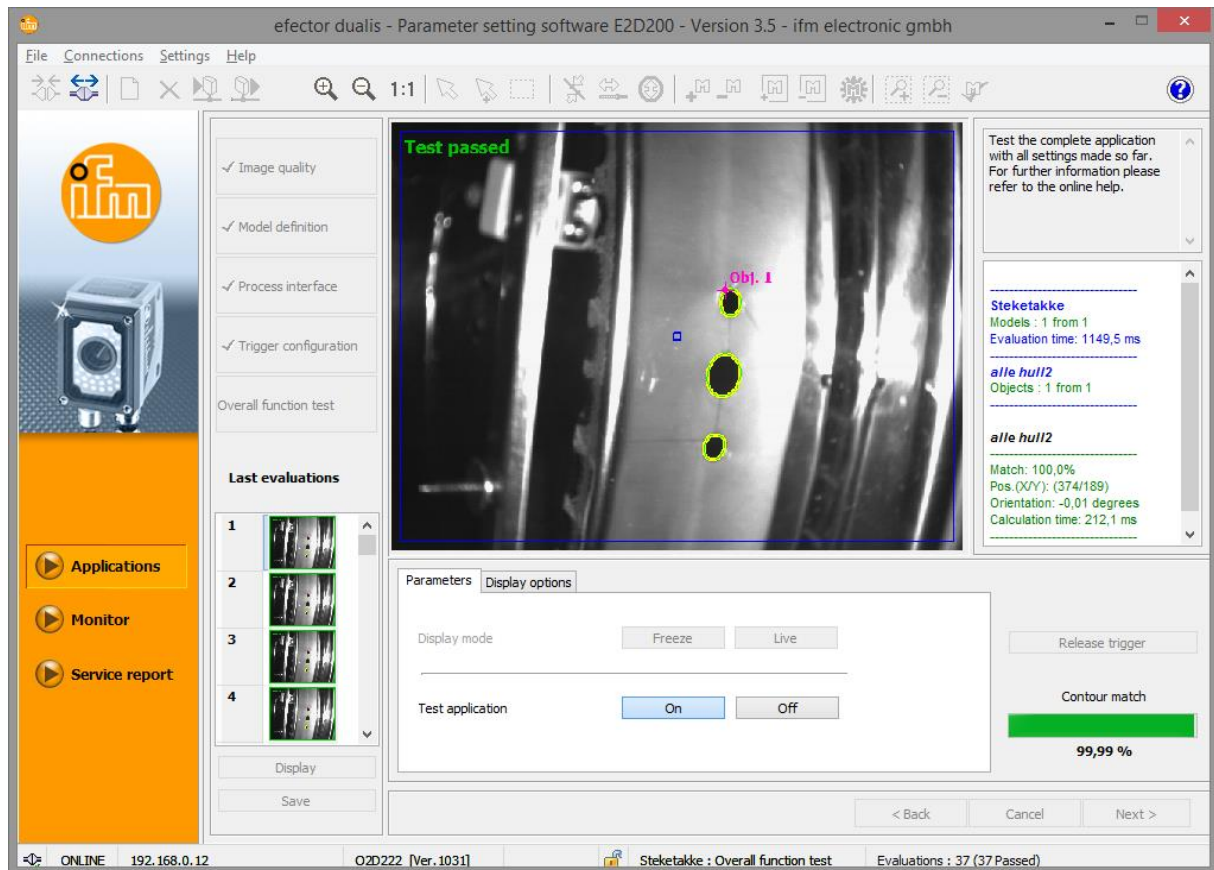 efector dualis - Parameter setting software E2D200 - Version 3.5 - ifm electronic gmbh
File Connections Settings Help
1:1
ifm
✓ Image quality
✓ Model definition
✓ Process interface
✓ Trigger configuration
Overall function test
Last evaluations
1
2
3
4
Display
Save
Applications
Monitor
Service report
Test passed
Obj. 1
Test the complete application
with all settings made so far.
For further information please
refer to the online help.
Steketakke
Models : 1 from 1
Evaluation time: 1149,5 ms
alle hull2
Objects : 1 from 1
alle hull2
Match: 100,0%
Pos.(X/Y): (374/189)
Orientation: -0,01 degrees
Calculation time: 212,1 ms
Parameters Display options
Display mode Freeze Live
Test application On Off
Release trigger
Contour match
99,99 %
< Back Cancel Next >
ONLINE 192.168.0.12 O2D222 [Ver.1031] Steketakke : Overall function test Evaluations : 37 (37 Passed)